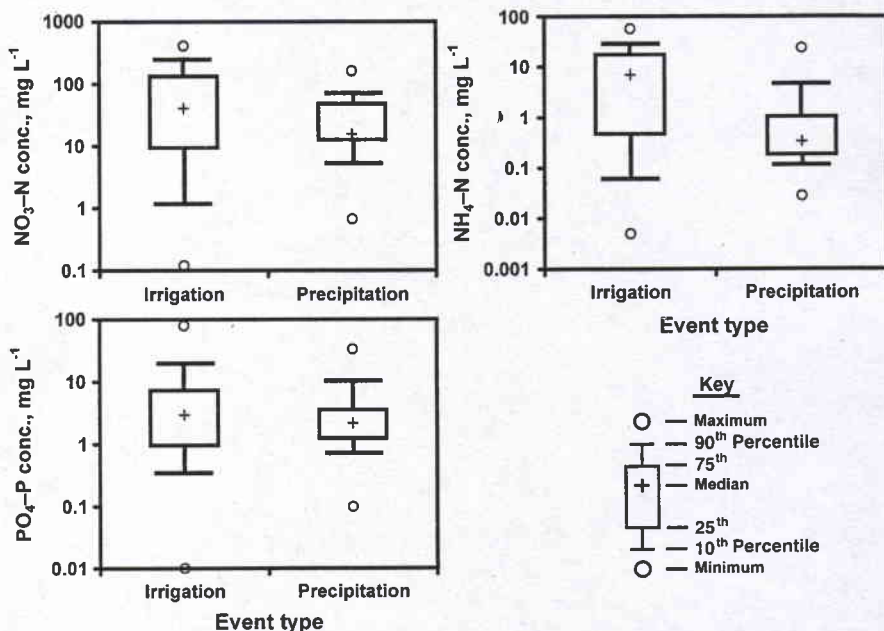 NO₃–N conc., mg L⁻¹
1000
100
10
1
0.1
Irrigation
Precipitation
NH₄–N conc., mg L⁻¹
100
10
1
0.1
0.01
0.001
Irrigation
Precipitation
Event type
PO₄–P conc., mg L⁻¹
100
10
1
0.1
0.01
Irrigation
Precipitation
Event type
Key
Maximum
90th Percentile
75th
Median
25th
10th Percentile
Minimum